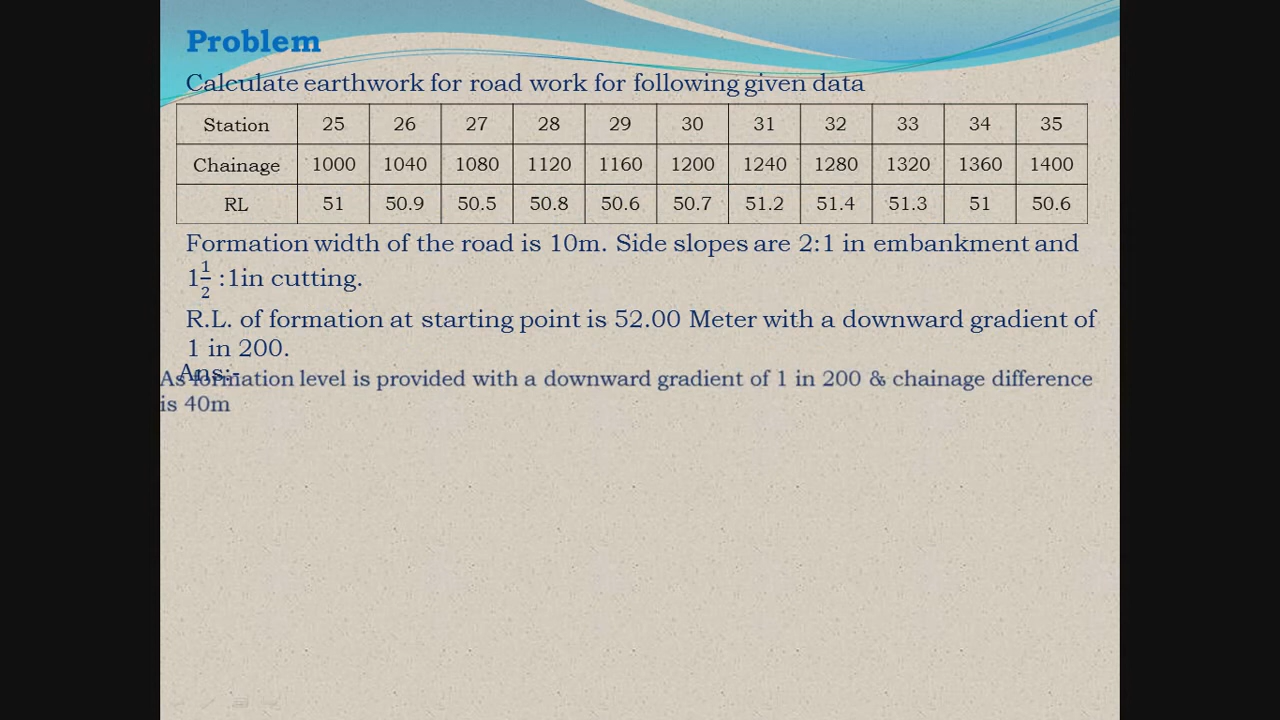 Problem
Calculate earthwork for road work for following given data
Station 25 26 27 28 29 30 31 32 33 34 35
Chainage 1000 1040 1080 1120 1160 1200 1240 1280 1320 1360 1400
RL 51 50.9 50.5 50.8 50.6 50.7 51.2 51.4 51.3 51 50.6
Formation width of the road is 10m. Side slopes are 2:1 in embankment and
1 1/2 :1in cutting.
R.L. of formation at starting point is 52.00 Meter with a downward gradient of
1 in 200.
Ans:-
As formation level is provided with a downward gradient of 1 in 200 & chainage difference
is 40m